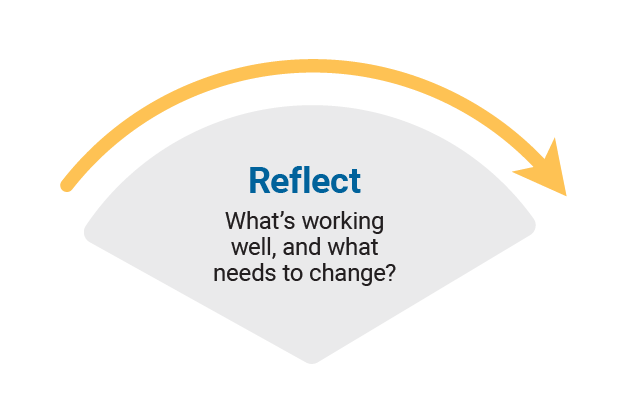 Reflect
What’s working
well, and what
needs to change?